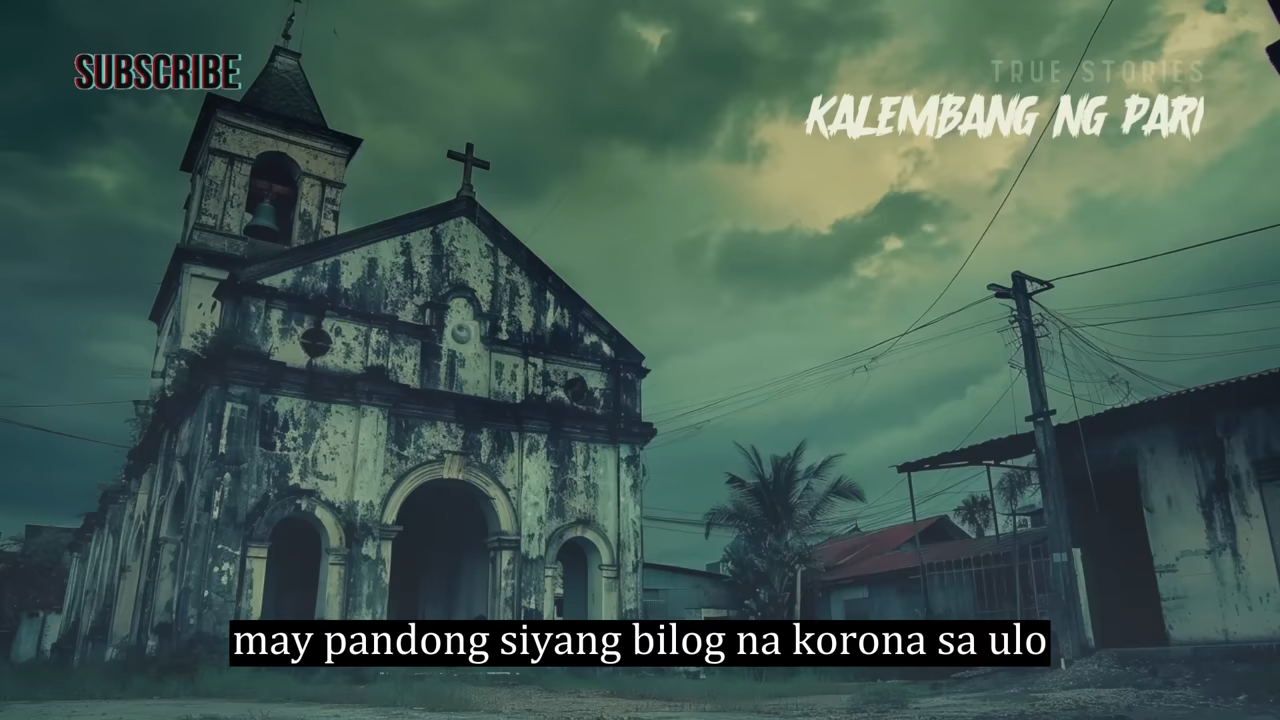 SUBSCRIBE
TRUE STORIES
KALEMBANG NG PARI
may pandong siyang bilog na korona sa ulo